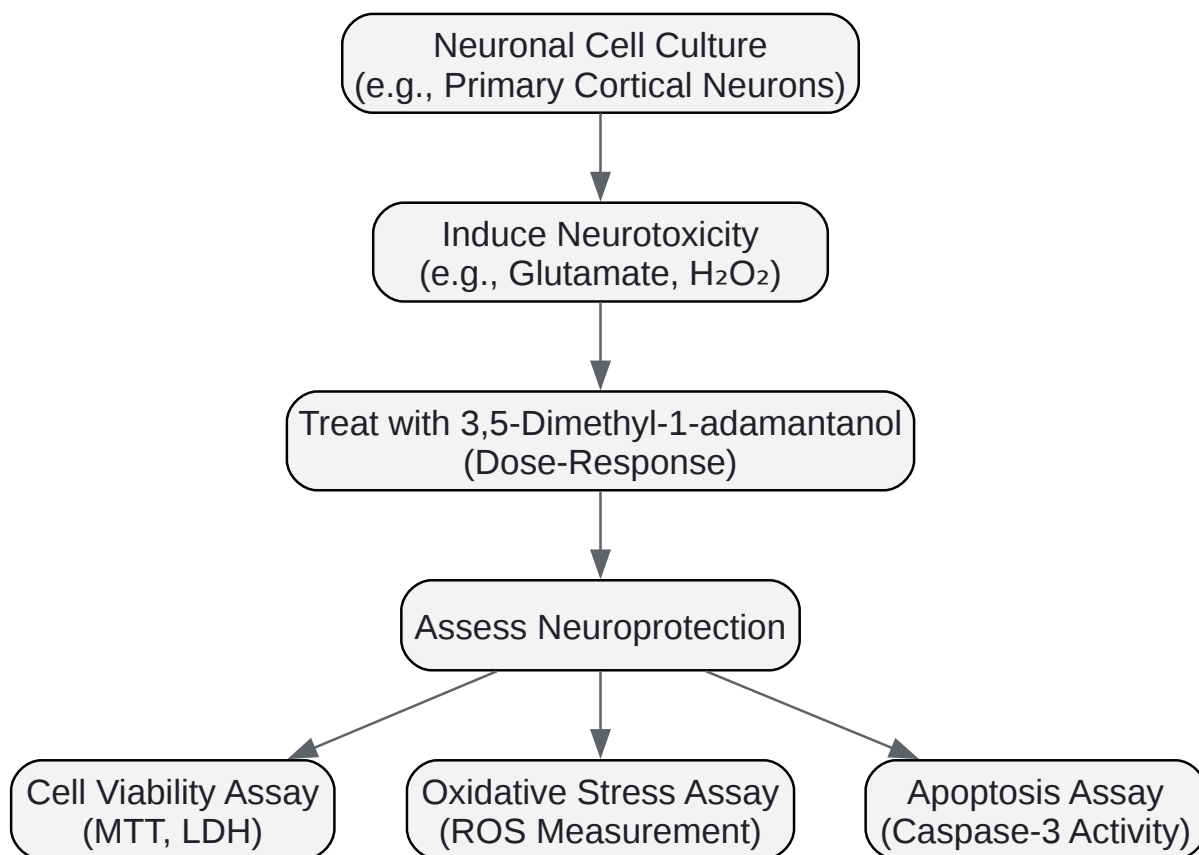 Neuronal Cell Culture
(e.g., Primary Cortical Neurons)
Induce Neurotoxicity
(e.g., Glutamate, H₂O₂)
Treat with 3,5-Dimethyl-1-adamantanol
(Dose-Response)
Assess Neuroprotection
Cell Viability Assay
(MTT, LDH)
Oxidative Stress Assay
(ROS Measurement)
Apoptosis Assay
(Caspase-3 Activity)